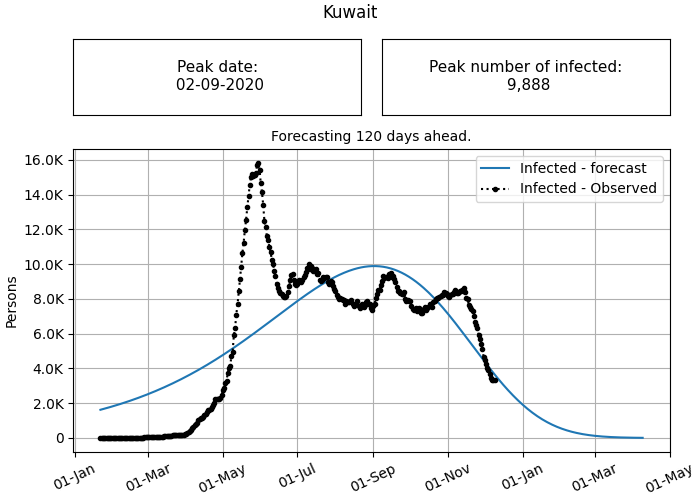 Kuwait
Peak date:
02-09-2020
Peak number of infected:
9,888
Forecasting 120 days ahead.
Infected - forecast
Infected - Observed
Persons
16.0K
14.0K
12.0K
10.0K
8.0K
6.0K
4.0K
2.0K
0
01-Jan
01-Mar
01-May
01-Jul
01-Sep
01-Nov
01-Jan
01-Mar
01-May